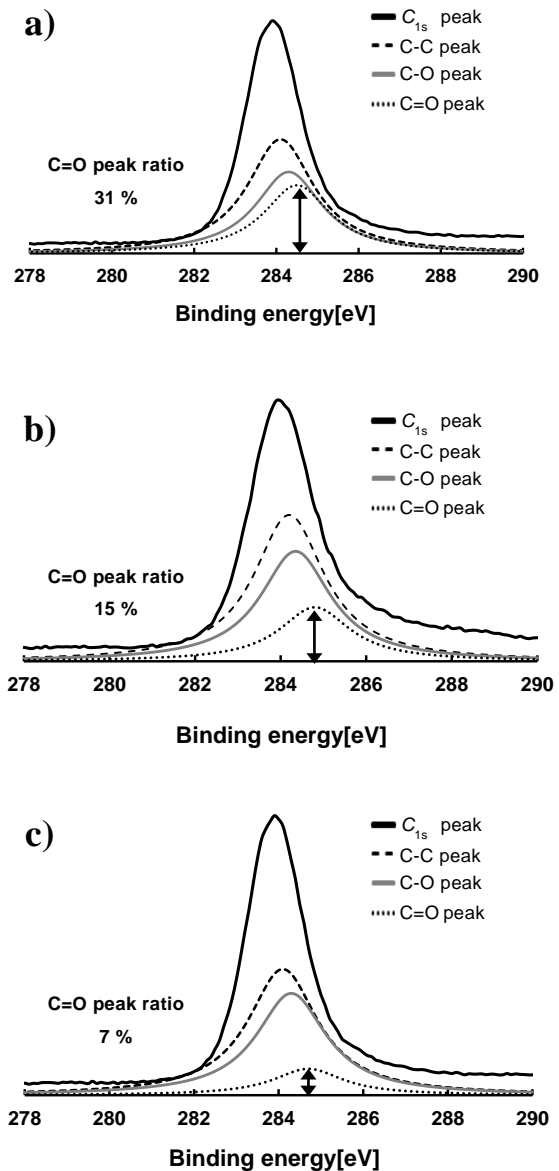 a)
C1s peak
C-C peak
C-O peak
C=O peak
C=O peak ratio
31 %
278 280 282 284 286 288 290
Binding energy[eV]
b)
C1s peak
C-C peak
C-O peak
C=O peak
C=O peak ratio
15 %
278 280 282 284 286 288 290
Binding energy[eV]
c)
C1s peak
C-C peak
C-O peak
C=O peak
C=O peak ratio
7 %
278 280 282 284 286 288 290
Binding energy[eV]